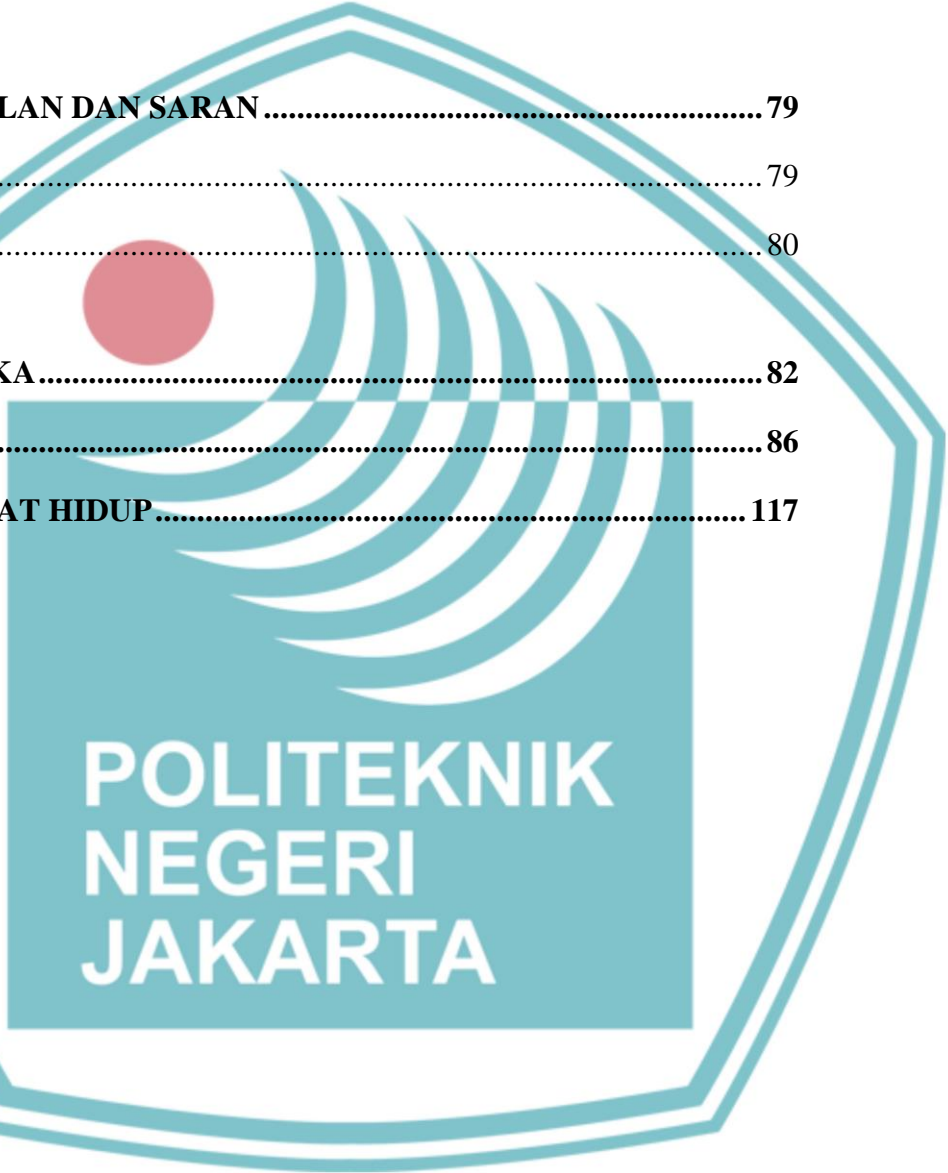 LAN DAN SARAN.......................................................... 79
.......................................................................................... 79
.......................................................................................... 80
KA...................................................................................... 82
.......................................................................................... 86
AT HIDUP...................................................................... 117
POLITEKNIK
NEGERI
JAKARTA